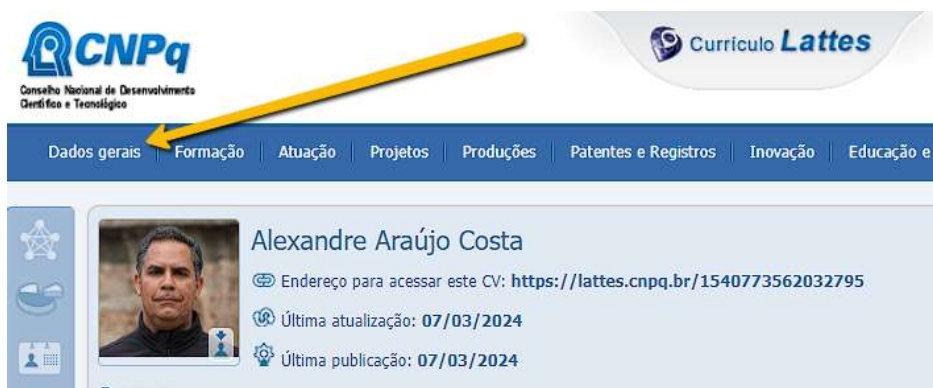 CNPq
Conselho Nacional de Desenvolvimento
Científico e Tecnológico
Currículo Lattes
Dados gerais
Formação
Atuação
Projetos
Produções
Patentes e Registros
Inovação
Educação e
Alexandre Araújo Costa
Endereço para acessar este CV: https://lattes.cnpq.br/1540773562032795
Última atualização: 07/03/2024
Última publicação: 07/03/2024